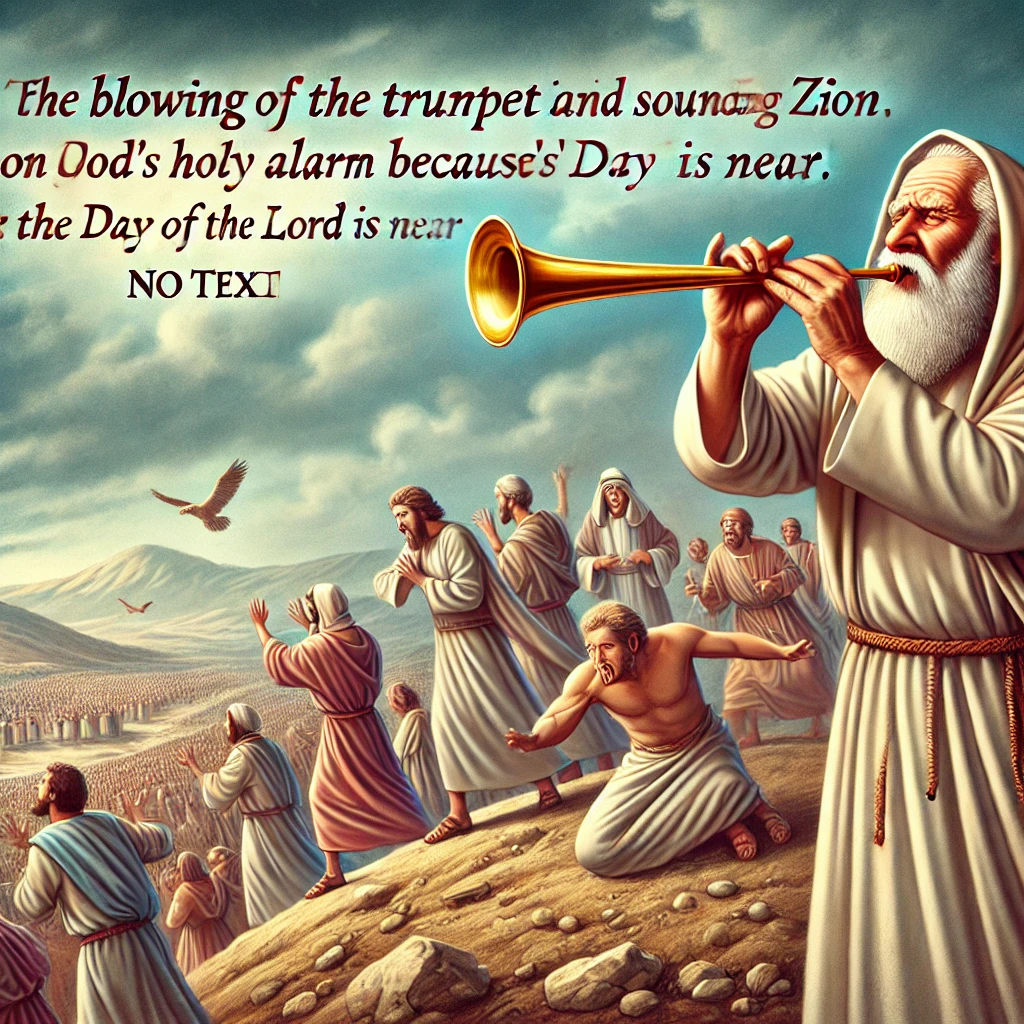 The blowing of the trunpet and Zion.
on Ood's holy alarm because's' Day is near.
: the Day of the Lord is near
NO TEXT